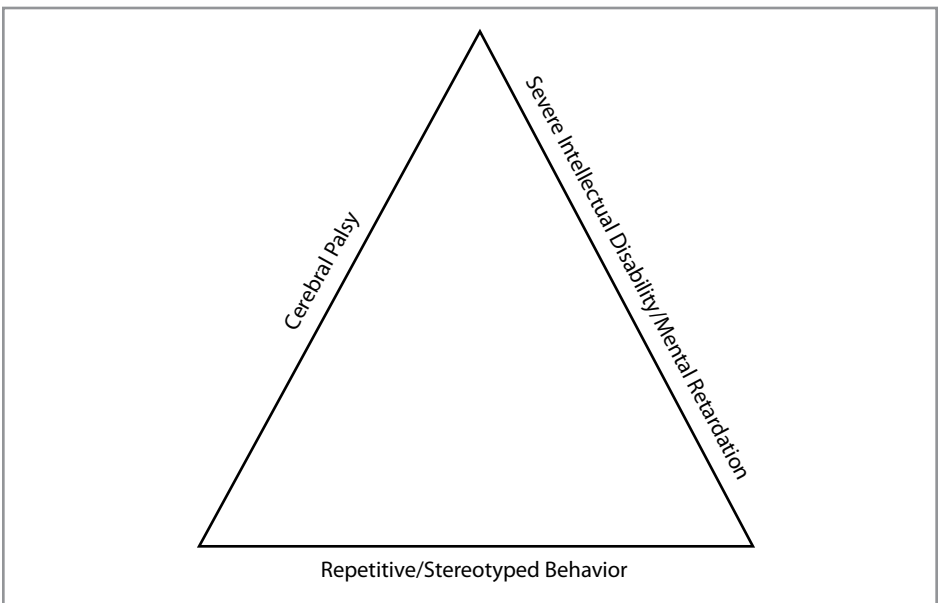 Cerebral Palsy
Severe Intellectual Disability/Mental Retardation
Repetitive/Stereotyped Behavior